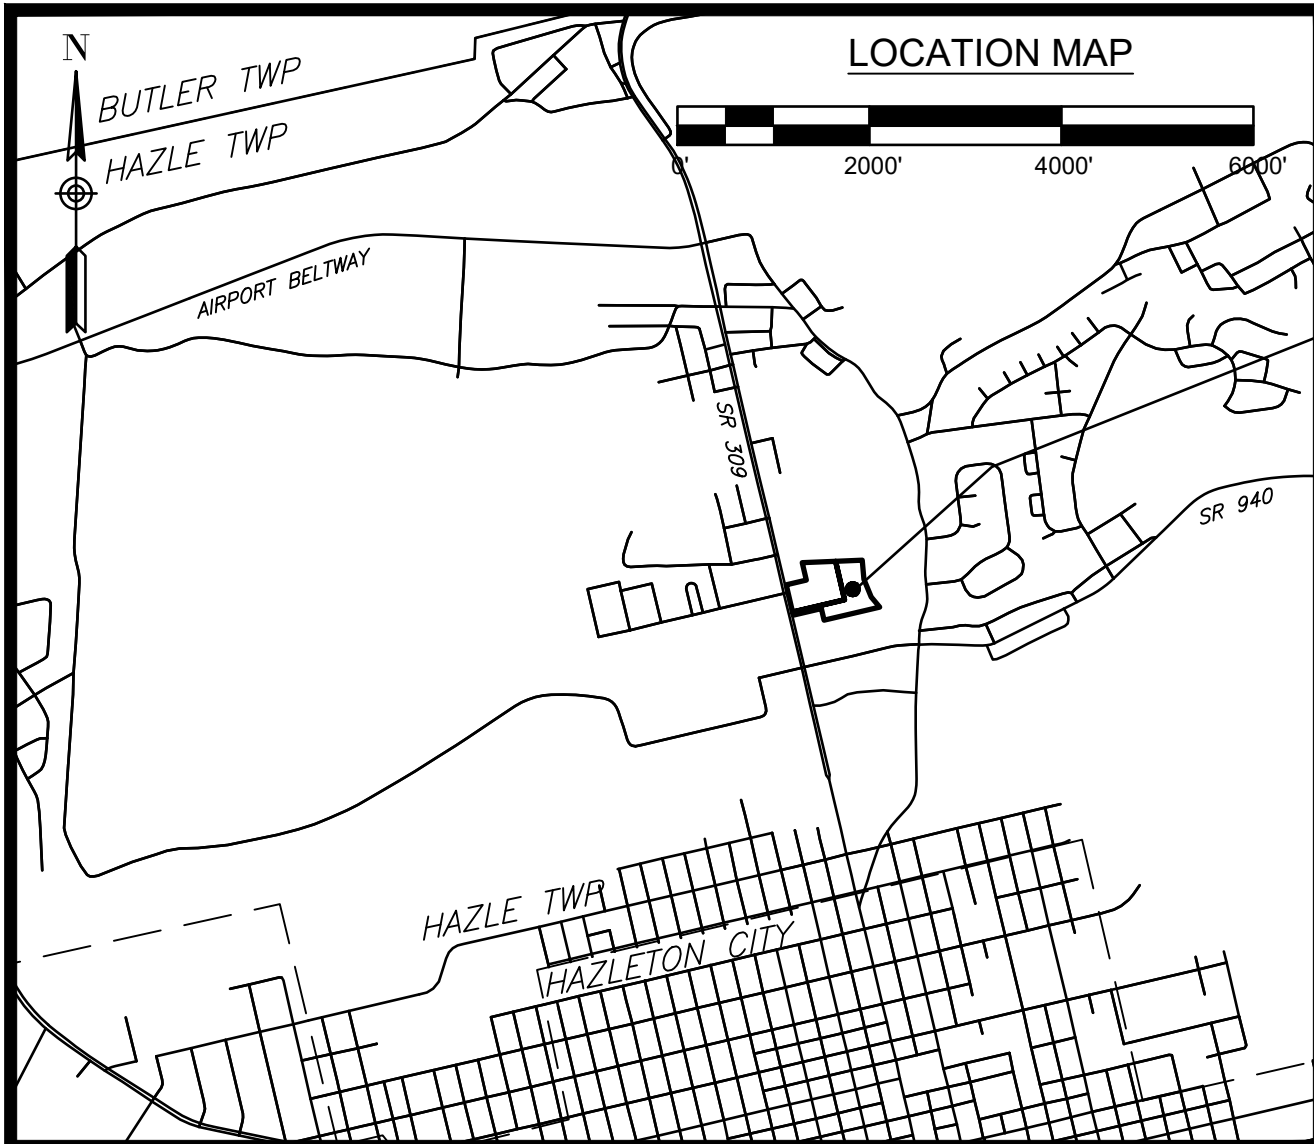 N
LOCATION MAP
BUTLER TWP
HAZLE TWP
0' 2000' 4000' 6000'
AIRPORT BELTWAY
SR 309
SR 940
HAZLE TWP
HAZLETON CITY